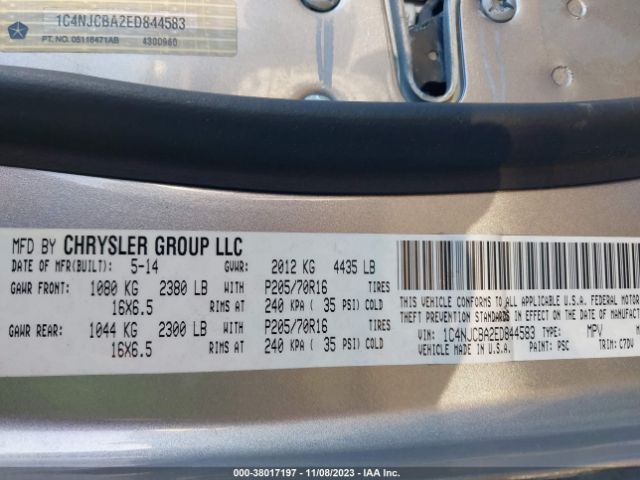 1C4NJCBA2ED844583
PT. NO. 05116471AB 4300960
MFD BY CHRYSLER GROUP LLC
DATE OF MFR(BUILT): 5-14 GVWR: 2012 KG 4435 LB
GAWR FRONT: 1080 KG 2380 LB WITH P205/70R16 TIRES
16X6.5 RIMS AT 240 KPA ( 35 PSI) COLD
GAWR REAR: 1044 KG 2300 LB WITH P205/70R16 TIRES
16X6.5 RIMS AT 240 KPA ( 35 PSI) COLD
THIS VEHICLE CONFORMS TO ALL APPLICABLE U.S.A. FEDERAL MOTOR
THEFT PREVENTION STANDARDS IN EFFECT ON THE DATE OF MANUFACT
VIN: 1C4NJCBA2ED844583 TYPE: MPV
VEHICLE MADE IN U.S.A. PAINT: PSC TRIM: C7DV
000-38017197 - 11/08/2023 - IAA Inc.